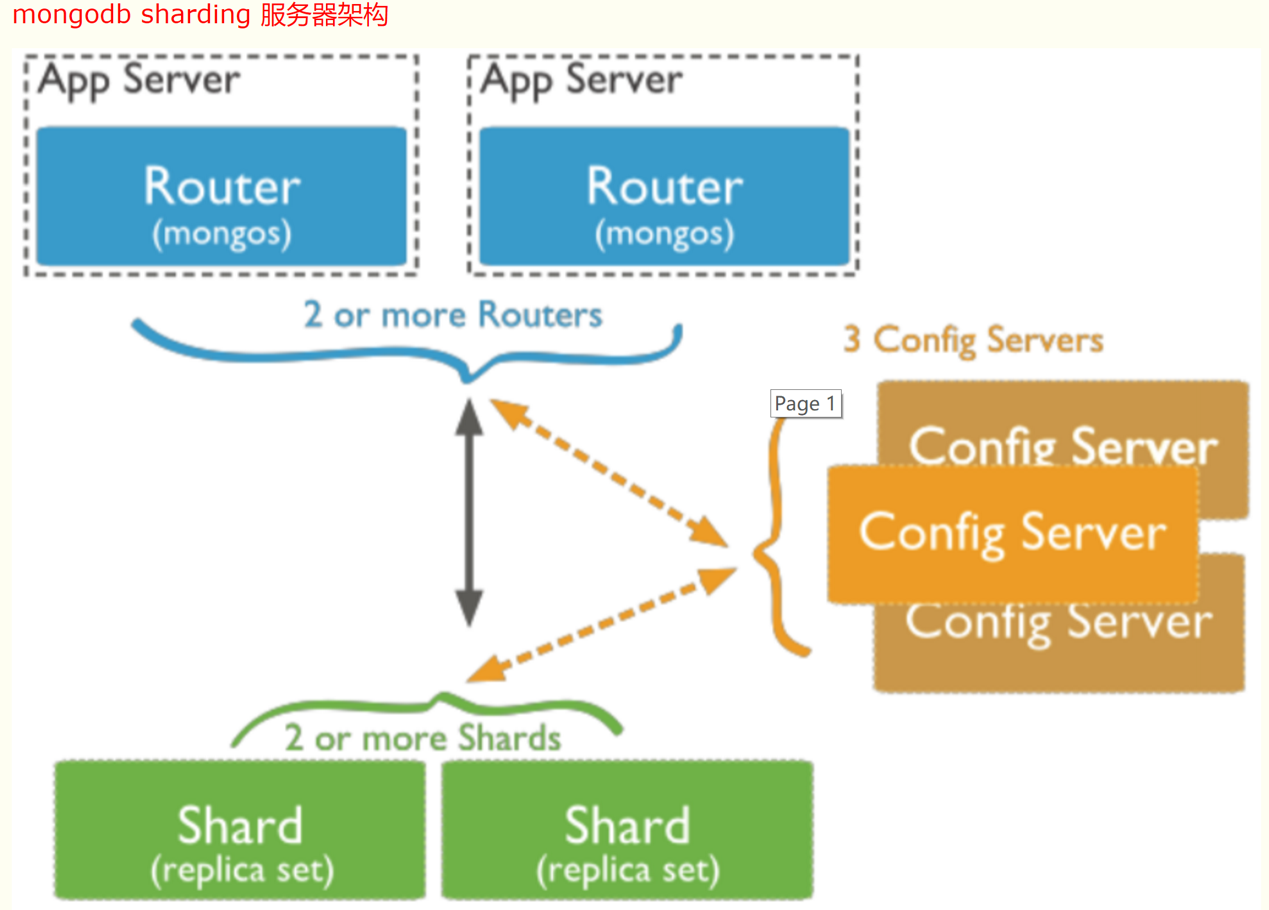 mongodb sharding 服务器架构
App Server
Router
(mongos)
App Server
Router
(mongos)
2 or more Routers
3 Config Servers
Page 1
Config Server
Config Server
Config Server
2 or more Shards
Shard
(replica set)
Shard
(replica set)